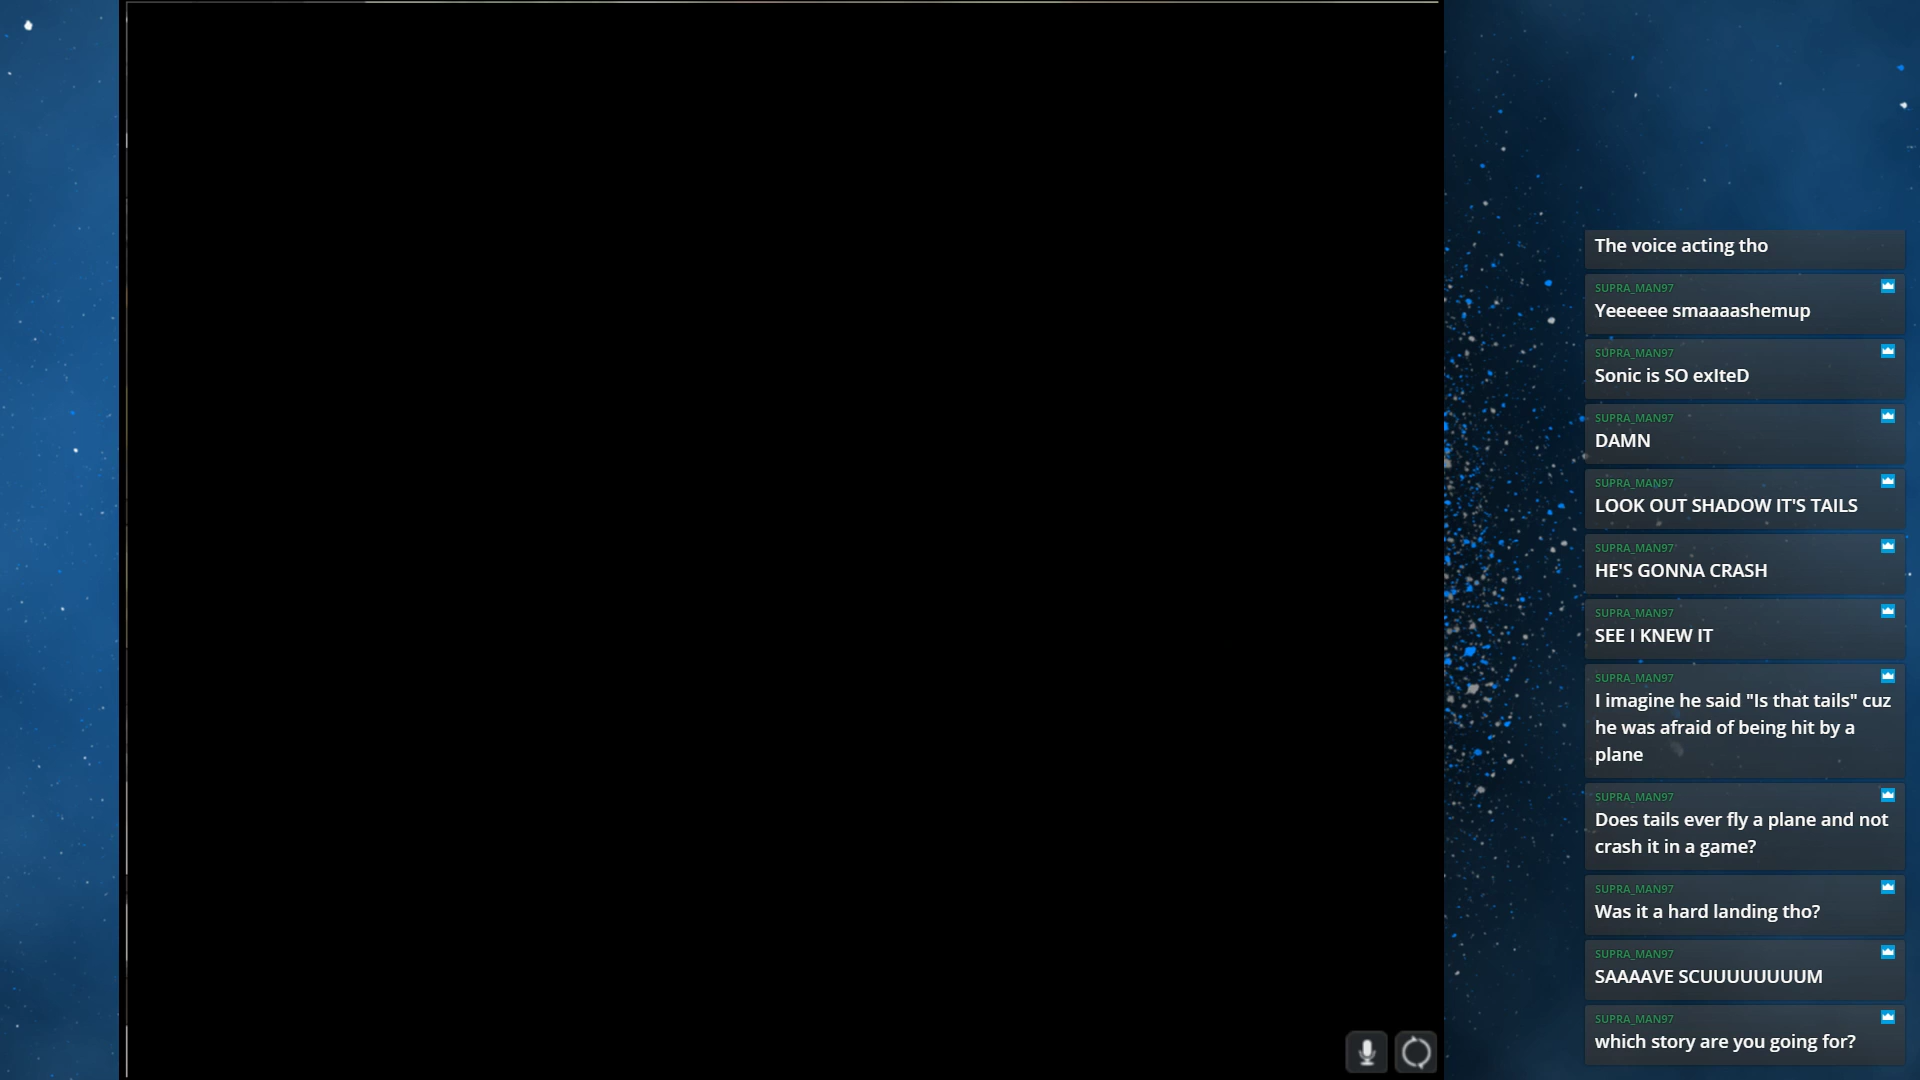 The voice acting tho
SUPRA_MAN97
Yeeeeee smaaaashemup
SUPRA_MAN97
Sonic is SO exIteD
SUPRA_MAN97
DAMN
SUPRA_MAN97
LOOK OUT SHADOW IT'S TAILS
SUPRA_MAN97
HE'S GONNA CRASH
SUPRA_MAN97
SEE I KNEW IT
SUPRA_MAN97
I imagine he said "Is that tails" cuz
he was afraid of being hit by a
plane
SUPRA_MAN97
Does tails ever fly a plane and not
crash it in a game?
SUPRA_MAN97
Was it a hard landing tho?
SUPRA_MAN97
SAAAAVE SCUUUUUUUUM
SUPRA_MAN97
which story are you going for?